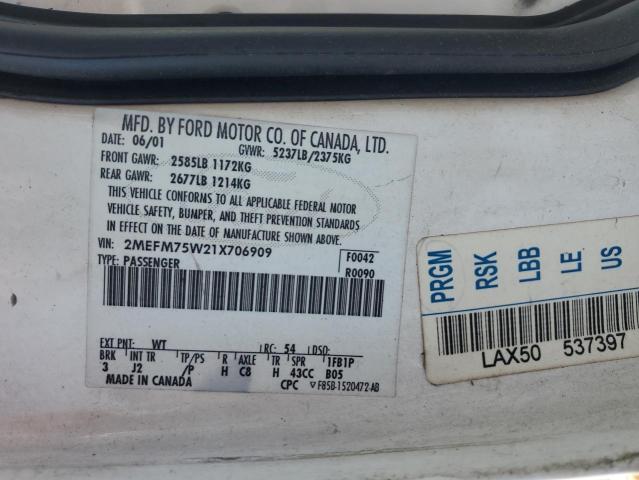 MFD. BY FORD MOTOR CO. OF CANADA, LTD.
DATE: 06/01 GVWR: 5237LB/2375KG
FRONT GAWR: 2585LB 1172KG
REAR GAWR: 2677LB 1214KG
THIS VEHICLE CONFORMS TO ALL APPLICABLE FEDERAL MOTOR
VEHICLE SAFETY, BUMPER, AND THEFT PREVENTION STANDARDS
IN EFFECT ON THE DATE OF MANUFACTURE SHOWN ABOVE.
VIN: 2MEFM75W21X706909 F0042
TYPE: PASSENGER R0090
EXT PNT: WT RC: 54 DSO:
BRK INT TR TP/PS R AXLE TR SPR 1FB1P
3 J2 /P H C8 H 43CC B05
MADE IN CANADA CPC ▽ F85B-1520472-AB
PRGM
RSK
LBB
LE
US
LAX50 537397